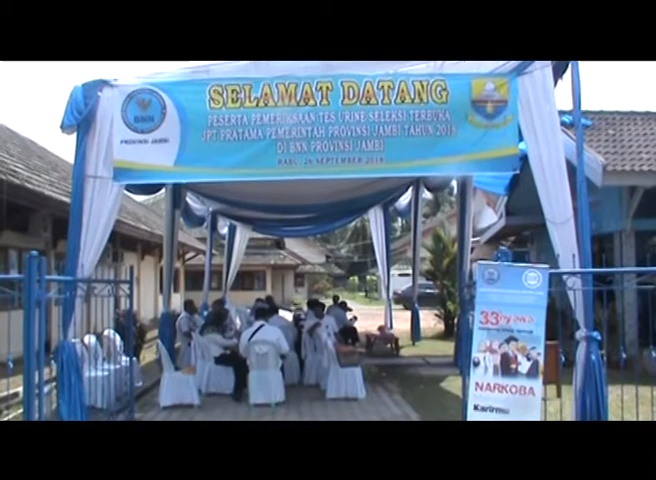 SELAMAT DATANG
PESERTA PEMERIKSAAN TES URINE SELEKSI TERBUKA
JPT PRATAMA PEMERINTAH PROVINSI JAMBI TAHUN 2018
DI BNN PROVINSI JAMBI
RABU, 26 SEPTEMBER 2018
BNN
PROVINSI JAMBI
33
NARKOBA